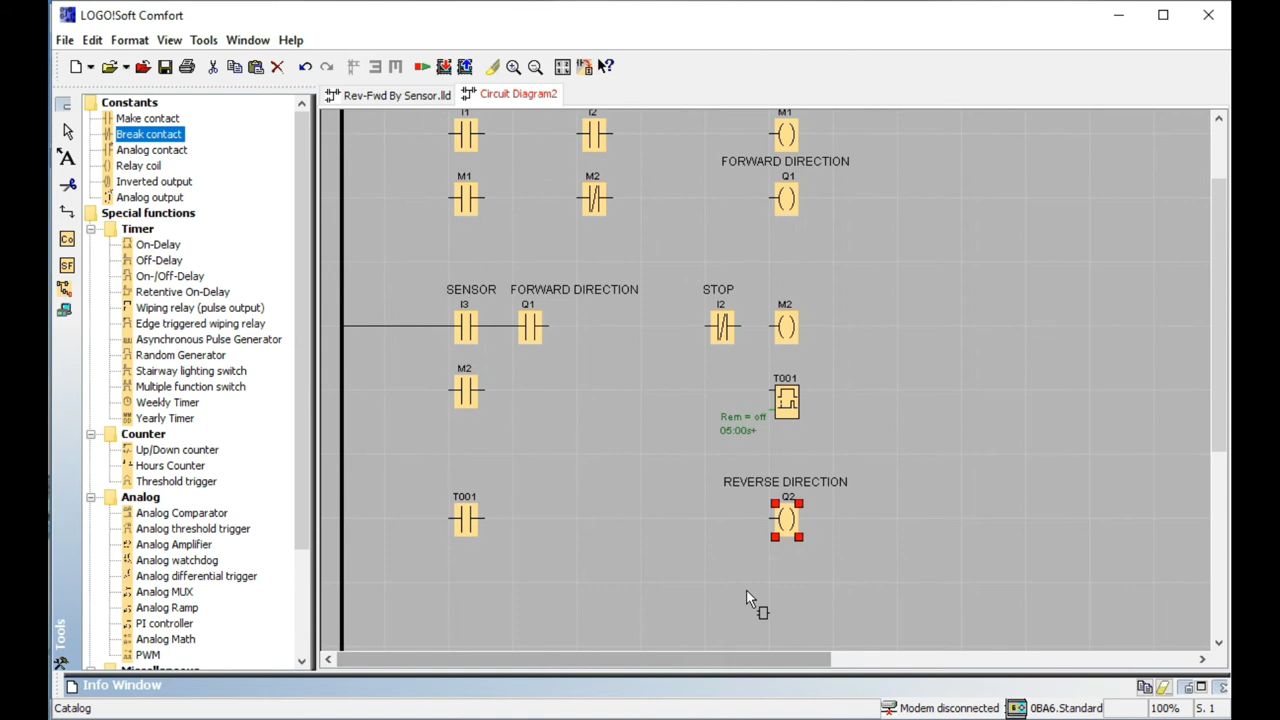 LOGO!Soft Comfort
File Edit Format View Tools Window Help
Rev-Fwd By Sensor.lld
Circuit Diagram2
Constants
Make contact
Break contact
Analog contact
Relay coil
Inverted output
Analog output
Special functions
Timer
On-Delay
Off-Delay
On-/Off-Delay
Retentive On-Delay
Wiping relay (pulse output)
Edge triggered wiping relay
Asynchronous Pulse Generator
Random Generator
Stairway lighting switch
Multiple function switch
Weekly Timer
Yearly Timer
Counter
Up/Down counter
Hours Counter
Threshold trigger
Analog
Analog Comparator
Analog threshold trigger
Analog Amplifier
Analog watchdog
Analog differential trigger
Analog MUX
Analog Ramp
PI controller
Analog Math
PWM
A
Co
SF
Tools
I1 I2 M1
FORWARD DIRECTION
M1 M2 Q1
SENSOR FORWARD DIRECTION STOP
I3 Q1 I2 M2
M2 T001
Rem = off
05:00s+
REVERSE DIRECTION
T001 Q2
Info Window
Catalog
Modem disconnected
0BA6.Standard
100%
S. 1